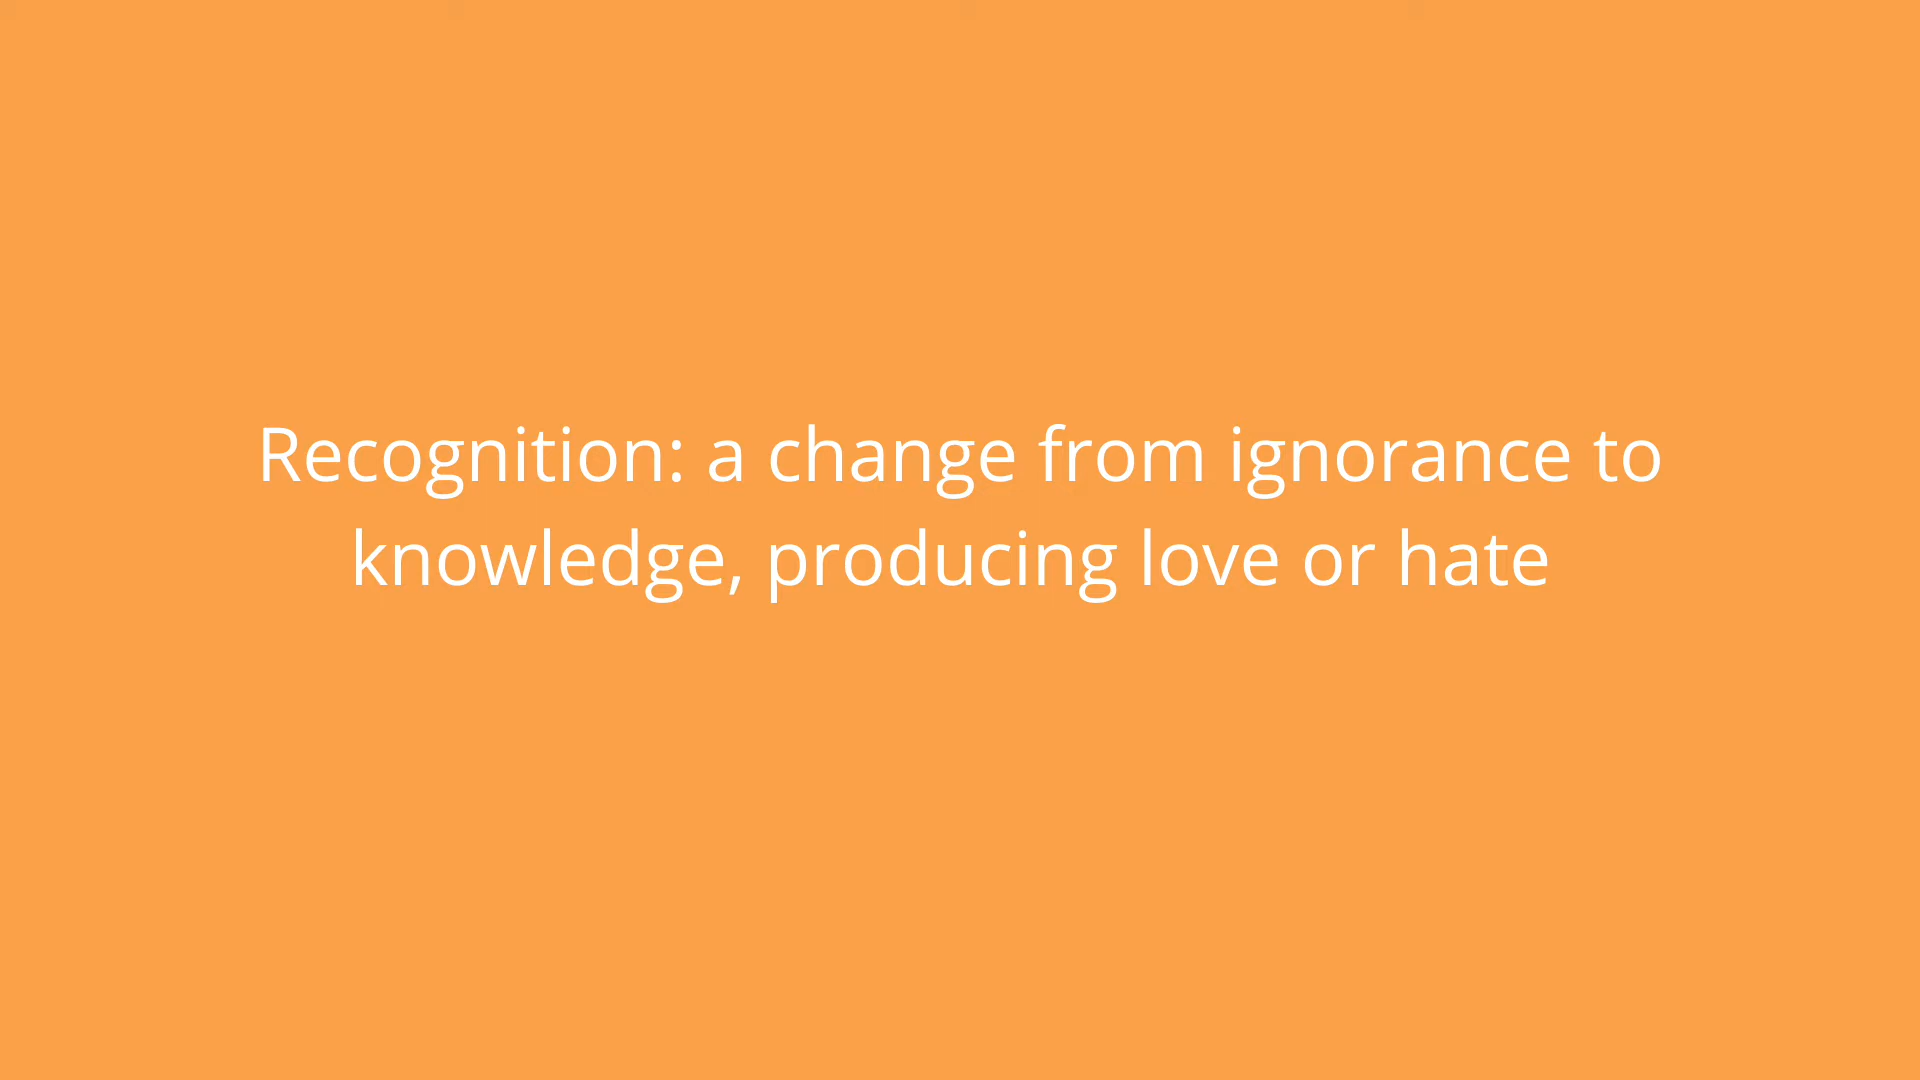 Recognition: a change from ignorance to
knowledge, producing love or hate